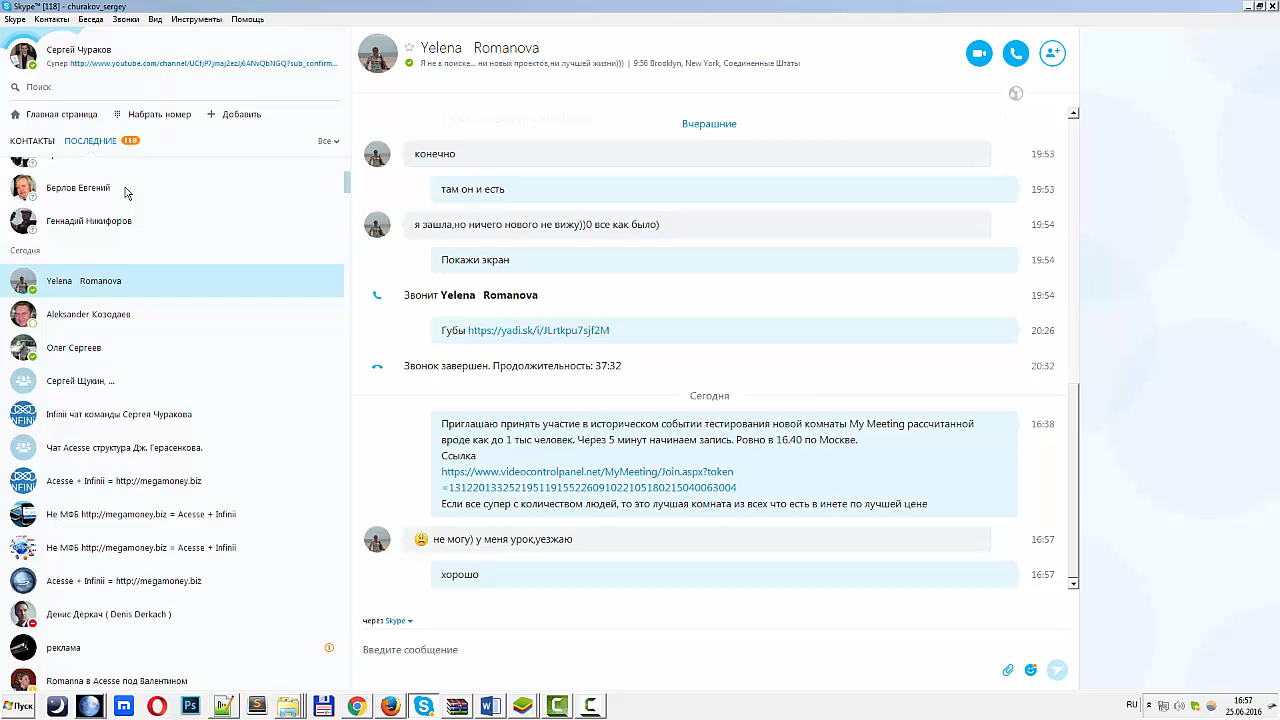 Skype™ [118] - churakov_sergey
Skype Контакты Беседа Звонки Вид Инструменты Помощь
Сергей Чураков
Супер http://www.youtube.com/channel/UCfjP7jmaj2ezJj6ANvQbNGQ?sub_confirm...
Поиск
Главная страница Набрать номер Добавить
КОНТАКТЫ ПОСЛЕДНИЕ 118 Все
Берлов Евгений
Геннадий Никифоров
Сегодня
Yelena Romanova
Aleksander Козодаев
Олег Сергеев
Сергей Щукин, ...
Infinii чат команды Сергея Чуракова
Чат Acesse структура Дж. Герасенкова.
Acesse + Infinii = http://megamoney.biz
Не МФБ http://megamoney.biz = Acesse + Infinii
Не МФБ http://megamoney.biz = Acesse + Infinii
Acesse + Infinii = http://megamoney.biz
Денис Деркач ( Denis Derkach )
реклама 1
Romanna в Acesse под Валентином
Yelena Romanova
Я не в поиске... ни новых проектов,ни лучшей жизни))) | 9:56 Brooklyn, New York, Соединенные Штаты
Вчерашние
конечно 19:53
там он и есть 19:53
я зашла,но ничего нового не вижу))0 все как было) 19:54
Покажи экран 19:54
Звонит Yelena Romanova 19:54
Губы https://yadi.sk/i/JLrtkpu7sjf2M 20:26
Звонок завершен. Продолжительность: 37:32 20:32
Сегодня
Приглашаю принять участие в историческом событии тестирования новой комнаты My Meeting рассчитанной 16:38
вроде как до 1 тыс человек. Через 5 минут начинаем запись. Ровно в 16.40 по Москве.
Ссылка
https://www.videocontrolpanel.net/MyMeeting/Join.aspx?token
=131220133252195119155226091022105180215040063004
Если все супер с количеством людей, то это лучшая комната из всех что есть в инете по лучшей цене
не могу) у меня урок,уезжаю 16:57
хорошо 16:57
через Skype
Введите сообщение
Пуск
RU
16:57
25.06.2016